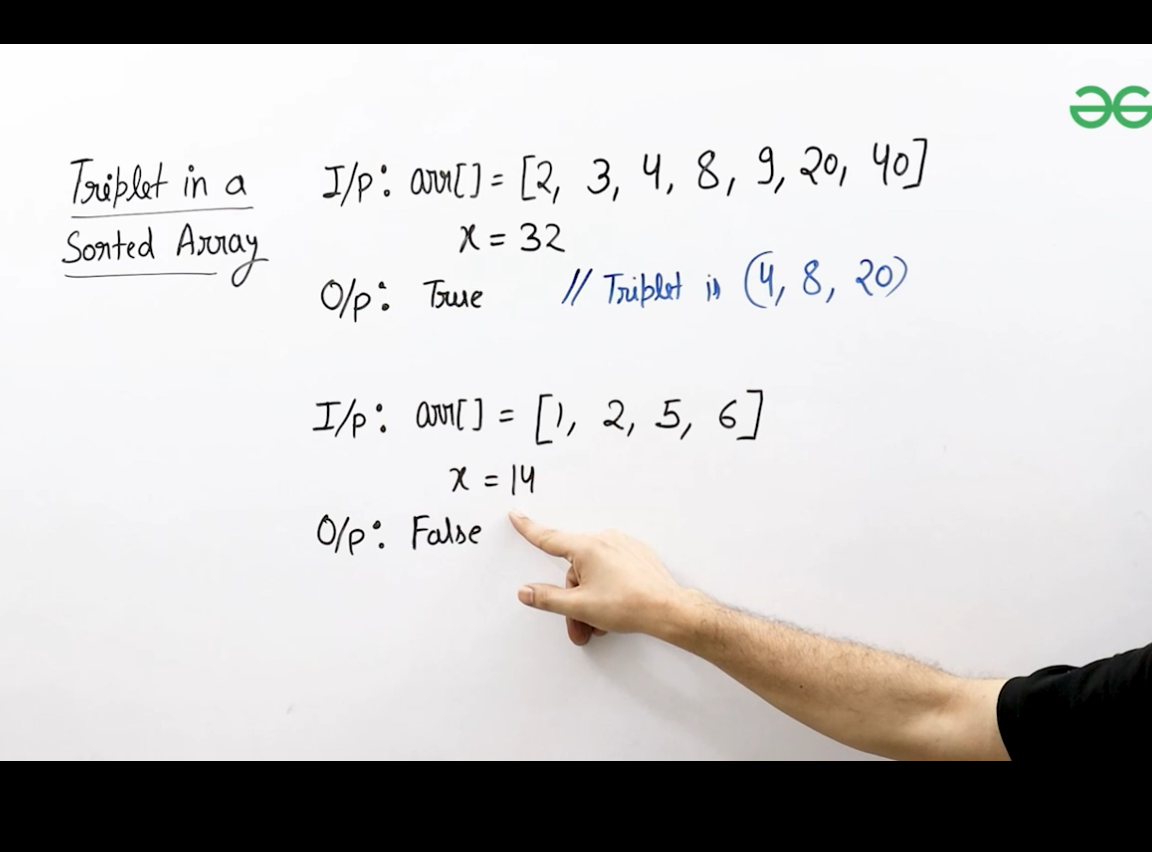 Triplet in a
Sorted Array
I/p: arr[] = [2, 3, 4, 8, 9, 20, 40]
x = 32
O/p: True // Triplet is (4, 8, 20)
I/p: arr[] = [1, 2, 5, 6]
x = 14
O/p: False